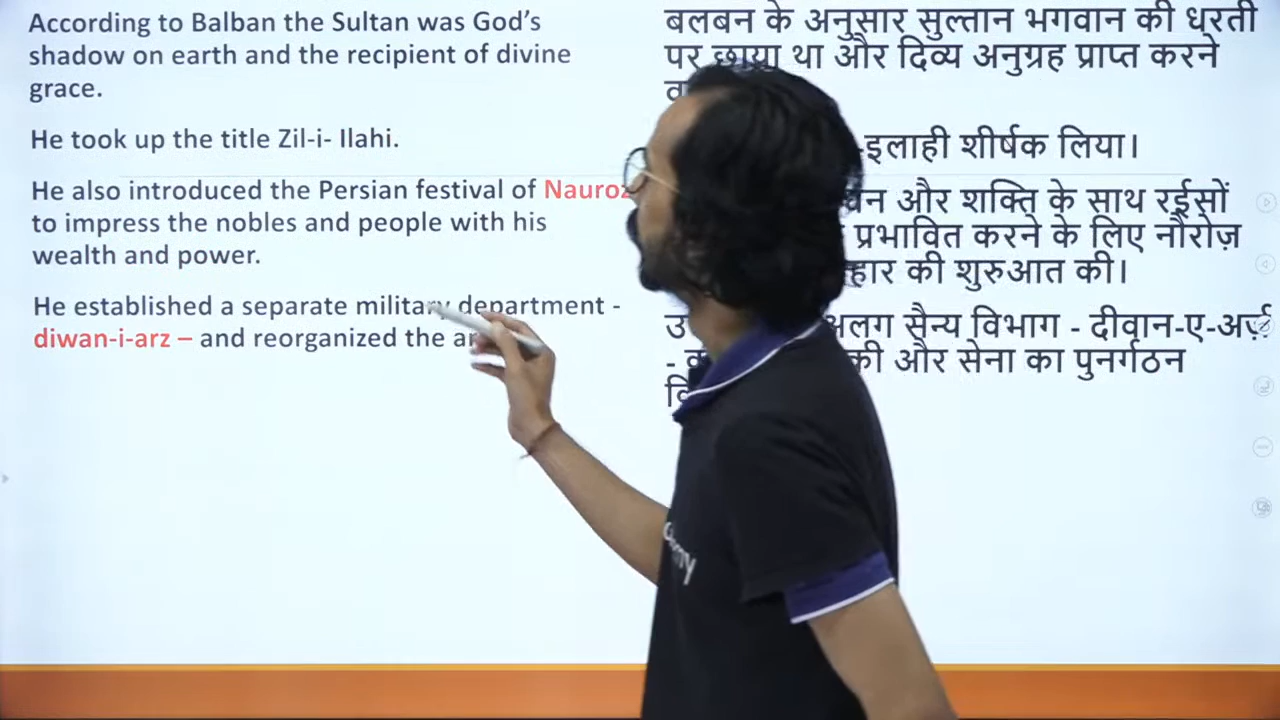 According to Balban the Sultan was God's
shadow on earth and the recipient of divine
grace.
He took up the title Zil-i- Ilahi.
He also introduced the Persian festival of Nauroz
to impress the nobles and people with his
wealth and power.
He established a separate military department -
diwan-i-arz – and reorganized the
बलबन के अनुसार सुल्तान भगवान की धरती
पर छाया था और दिव्य अनुग्रह प्राप्त करने
-इलाही शीर्षक लिया।
और शक्ति के साथ रईसों
प्रभावित करने के लिए नौरोज़
की शुरुआत की।
अलग सैन्य विभाग - दीवान-ए-अर्ज़
- की और सेना का पुनर्गठन